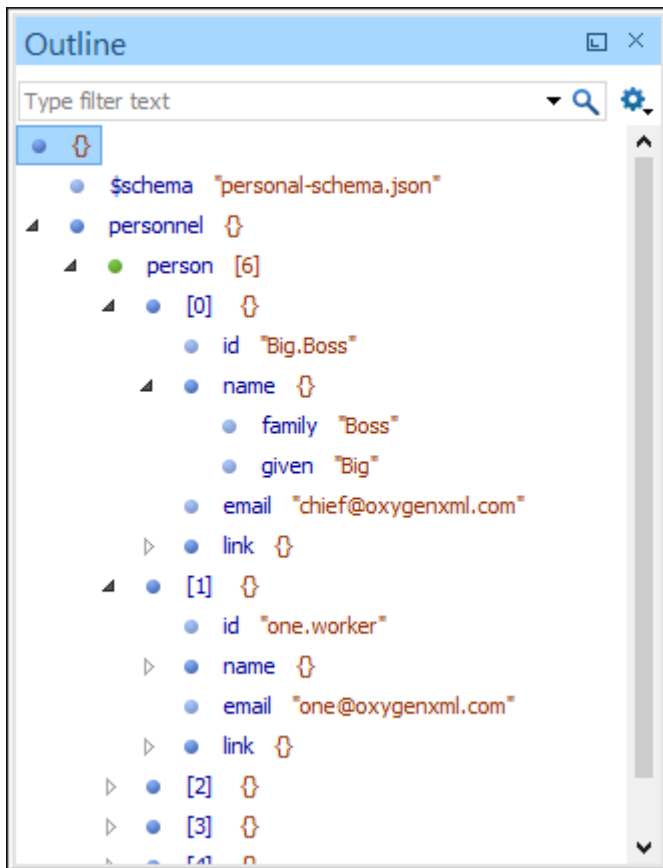 Outline
Type filter text
{}
$schema "personal-schema.json"
personnel {}
person [6]
[0] {}
id "Big.Boss"
name {}
family "Boss"
given "Big"
email "chief@oxygenxml.com"
link {}
[1] {}
id "one.worker"
name {}
email "one@oxygenxml.com"
link {}
[2] {}
[3] {}
[4] {}